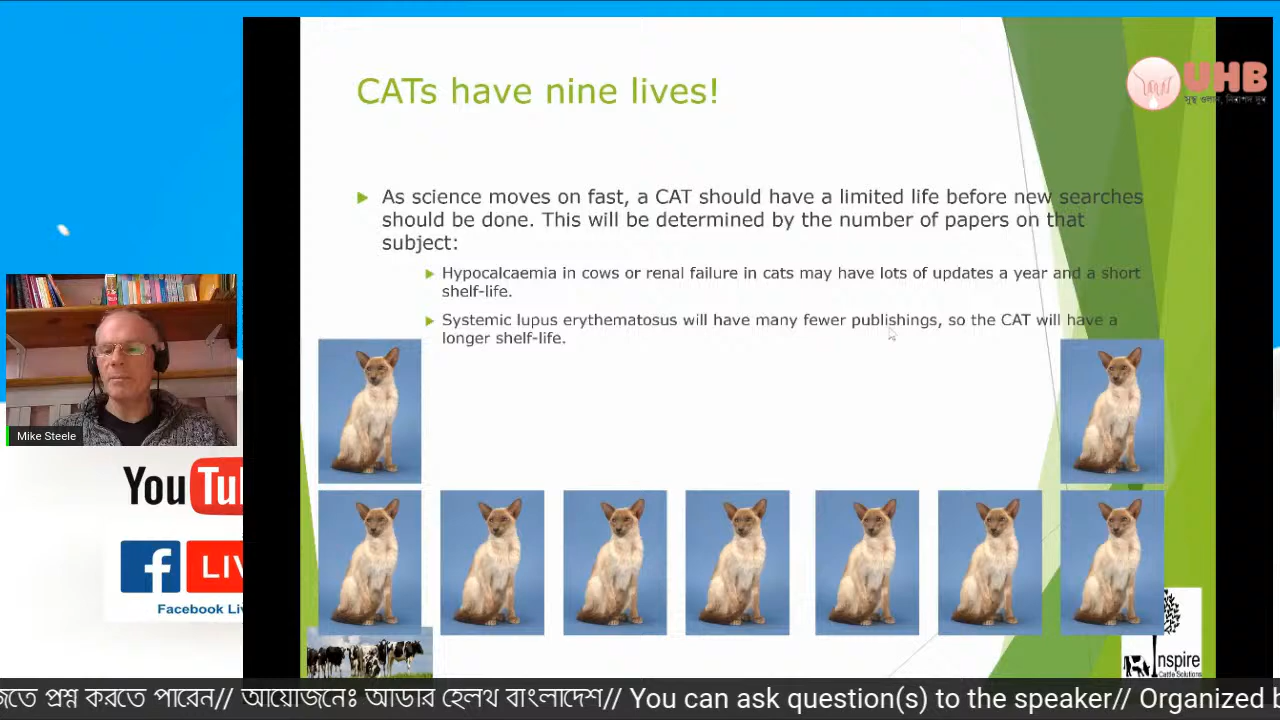 CATs have nine lives!
UHB
সুস্থ ওলান, নিরাপদ দুধ
As science moves on fast, a CAT should have a limited life before new searches
should be done. This will be determined by the number of papers on that
subject:
Hypocalcaemia in cows or renal failure in cats may have lots of updates a year and a short
shelf-life.
Systemic lupus erythematosus will have many fewer publishings, so the CAT will have a
longer shelf-life.
Mike Steele
YouTu
f LIV
Facebook Liv
nspire
Cattle Solutions
প্রশ্ন করতে পারেন// আয়োজনেঃ আডার হেলথ বাংলাদেশ// You can ask question(s) to the speaker// Organized b